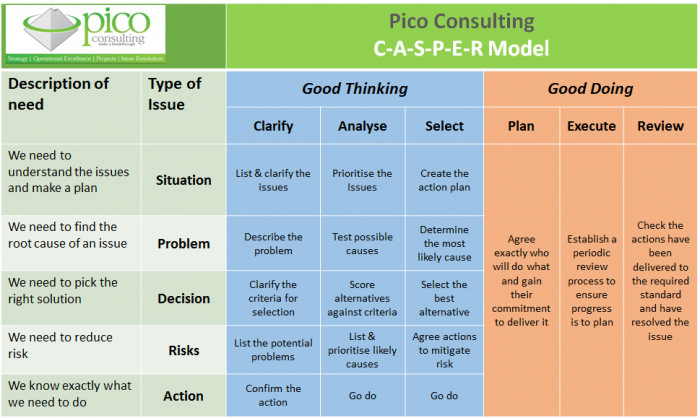 pico
consulting
make a breakthrough
Strategy | Operational Excellence | Projects | Issue Resolution
Pico Consulting
C-A-S-P-E-R Model
Description of
need
Type of
Issue
Good Thinking
Good Doing
Clarify
Analyse
Select
Plan
Execute
Review
We need to
understand the issues
and make a plan
Situation
List & clarify the
issues
Prioritise the
Issues
Create the
action plan
We need to find the
root cause of an issue
Problem
Describe the
problem
Test possible
causes
Determine
the most
likely cause
We need to pick the
right solution
Decision
Clarify the
criteria for
selection
Score
alternatives
against criteria
Select the
best
alternative
We need to reduce
risk
Risks
List the potential
problems
List &
prioritise likely
causes
Agree actions
to mitigate
risk
We know exactly what
we need to do
Action
Confirm the
action
Go do
Go do
Agree
exactly who
will do what
and gain
their
commitment
to deliver it
Establish a
periodic
review
process to
ensure
progress
is to plan
Check the
actions have
been
delivered to
the required
standard
and have
resolved the
issue